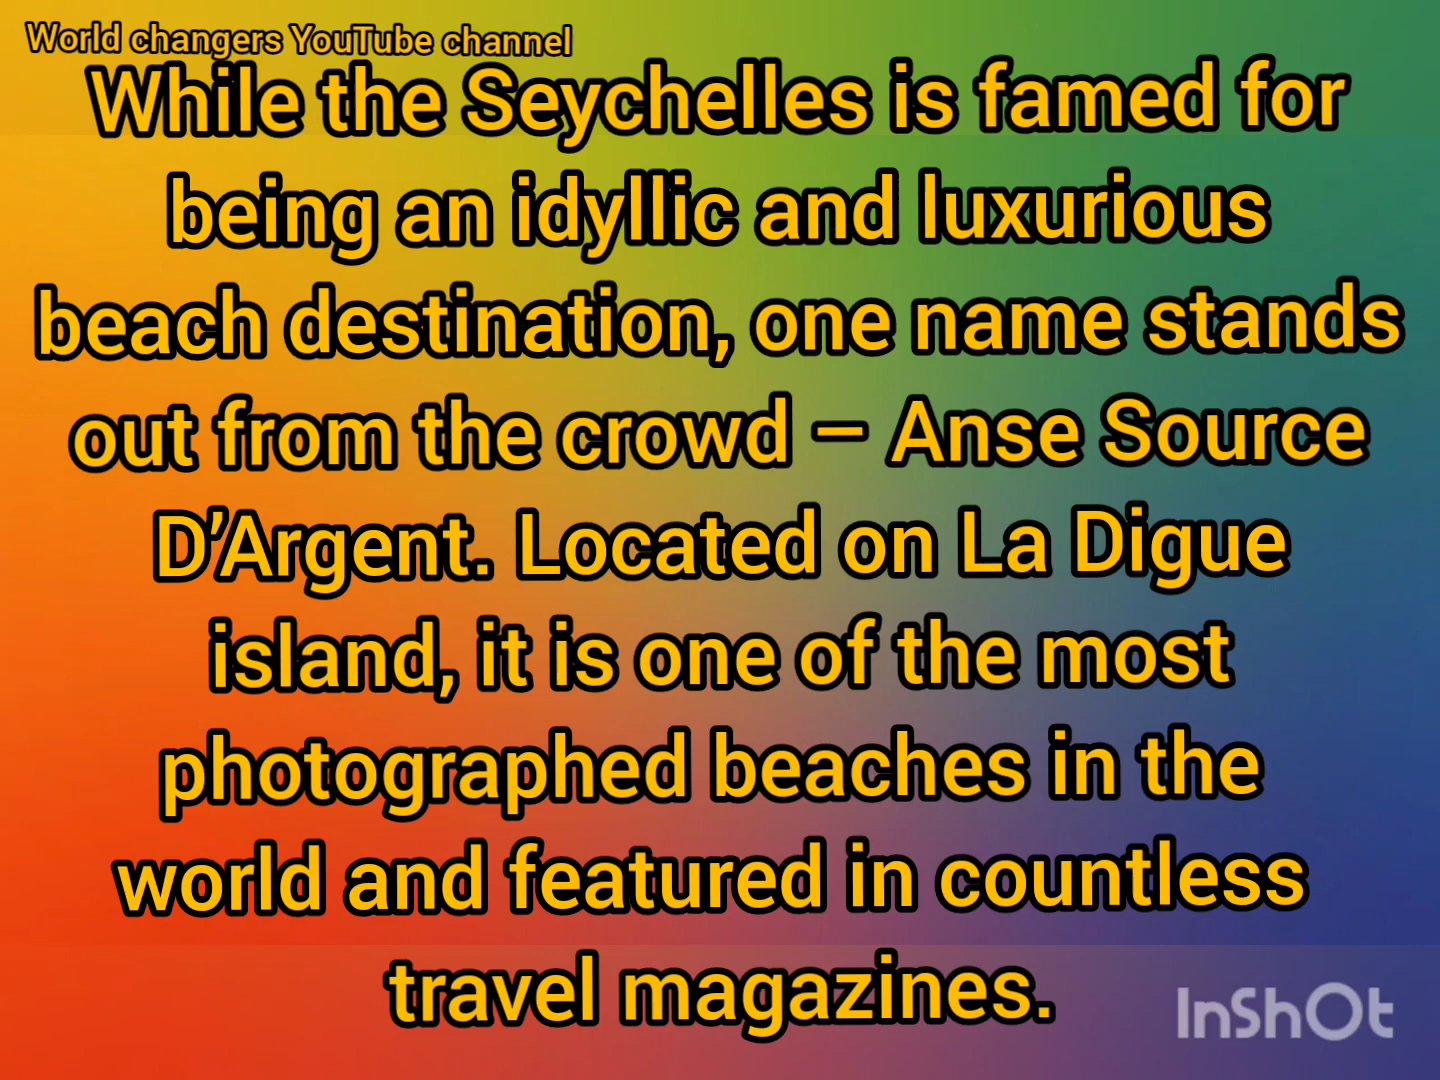 World changers YouTube channel
While the Seychelles is famed for
being an idyllic and luxurious
beach destination, one name stands
out from the crowd – Anse Source
D’Argent. Located on La Digue
island, it is one of the most
photographed beaches in the
world and featured in countless
travel magazines.
InShOt